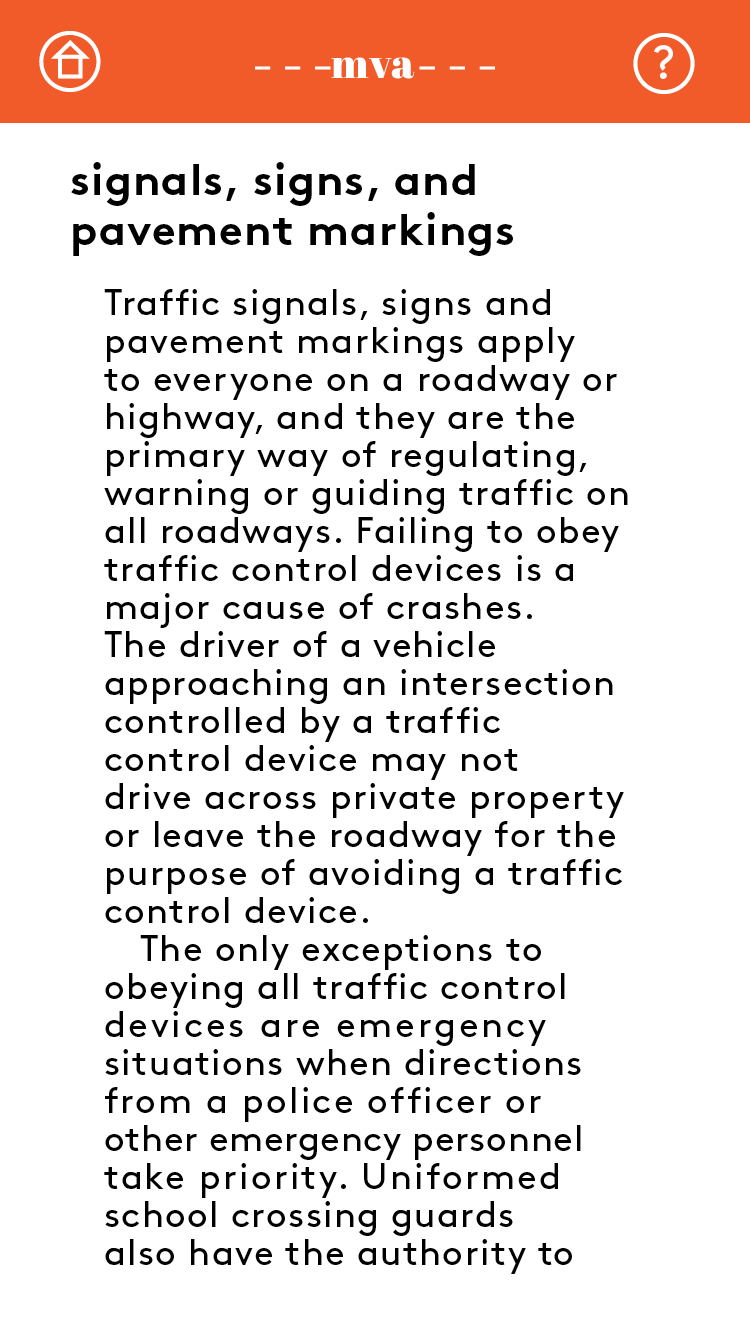 - - -mva- - -
?
signals, signs, and
pavement markings
Traffic signals, signs and
pavement markings apply
to everyone on a roadway or
highway, and they are the
primary way of regulating,
warning or guiding traffic on
all roadways. Failing to obey
traffic control devices is a
major cause of crashes.
The driver of a vehicle
approaching an intersection
controlled by a traffic
control device may not
drive across private property
or leave the roadway for the
purpose of avoiding a traffic
control device.
The only exceptions to
obeying all traffic control
devices are emergency
situations when directions
from a police officer or
other emergency personnel
take priority. Uniformed
school crossing guards
also have the authority to